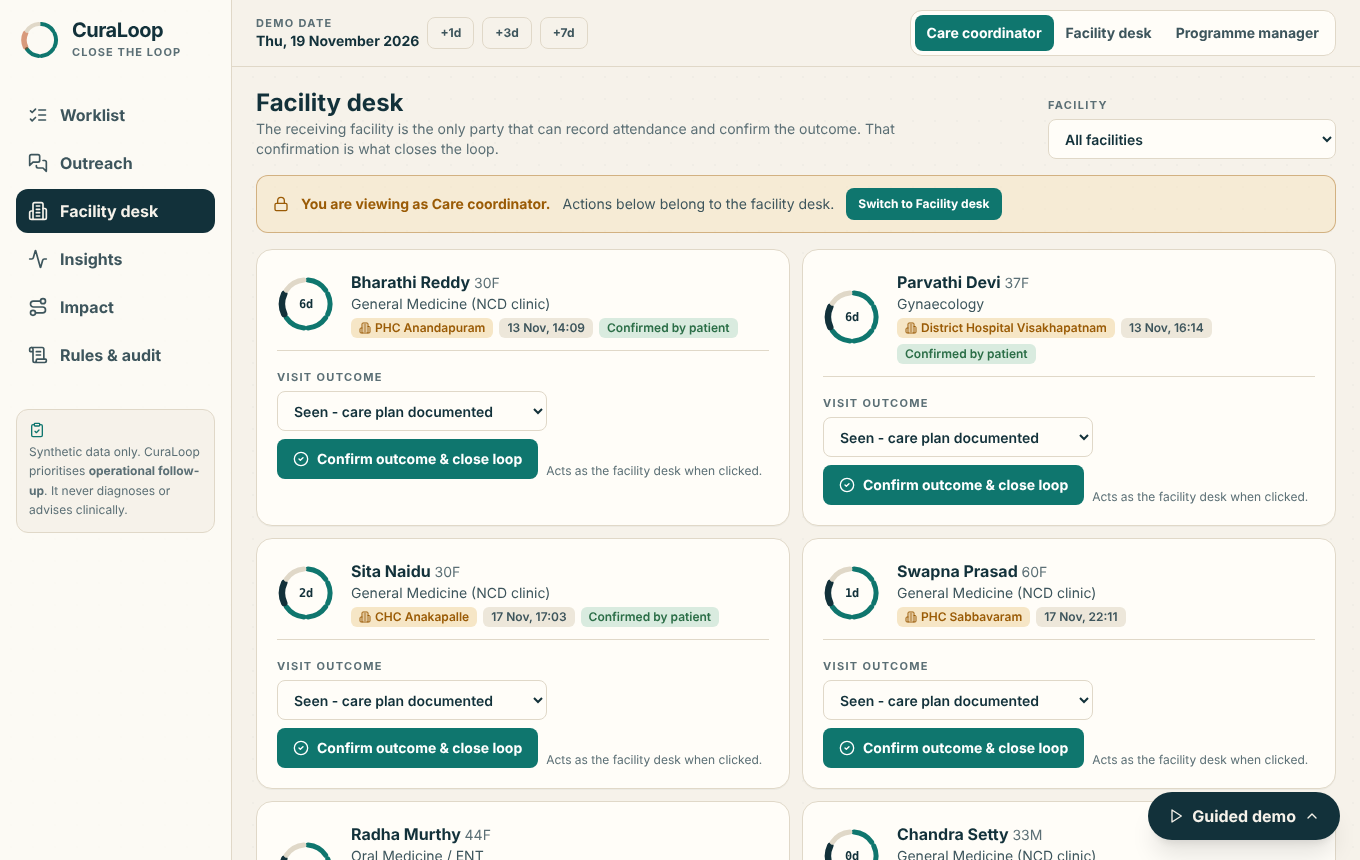 CuraLoop
CLOSE THE LOOP
Worklist
Outreach
Facility desk
Insights
Impact
Rules & audit
Synthetic data only. CuraLoop
prioritises operational follow-
up. It never diagnoses or
advises clinically.
DEMO DATE
Thu, 19 November 2026
+1d
+3d
+7d
Care coordinator
Facility desk
Programme manager
Facility desk
The receiving facility is the only party that can record attendance and confirm the outcome. That
confirmation is what closes the loop.
FACILITY
All facilities
You are viewing as Care coordinator. Actions below belong to the facility desk.
Switch to Facility desk
6d
Bharathi Reddy 30F
General Medicine (NCD clinic)
PHC Anandapuram
13 Nov, 14:09
Confirmed by patient
VISIT OUTCOME
Seen - care plan documented
Confirm outcome & close loop
Acts as the facility desk when clicked.
6d
Parvathi Devi 37F
Gynaecology
District Hospital Visakhapatnam
13 Nov, 16:14
Confirmed by patient
VISIT OUTCOME
Seen - care plan documented
Confirm outcome & close loop
Acts as the facility desk when clicked.
2d
Sita Naidu 30F
General Medicine (NCD clinic)
CHC Anakapalle
17 Nov, 17:03
Confirmed by patient
VISIT OUTCOME
Seen - care plan documented
Confirm outcome & close loop
Acts as the facility desk when clicked.
1d
Swapna Prasad 60F
General Medicine (NCD clinic)
PHC Sabbavaram
17 Nov, 22:11
VISIT OUTCOME
Seen - care plan documented
Confirm outcome & close loop
Acts as the facility desk when clicked.
Radha Murthy 44F
Oral Medicine / ENT
0d
Chandra Setty 33M
General Medicine (NCD clinic)
Guided demo